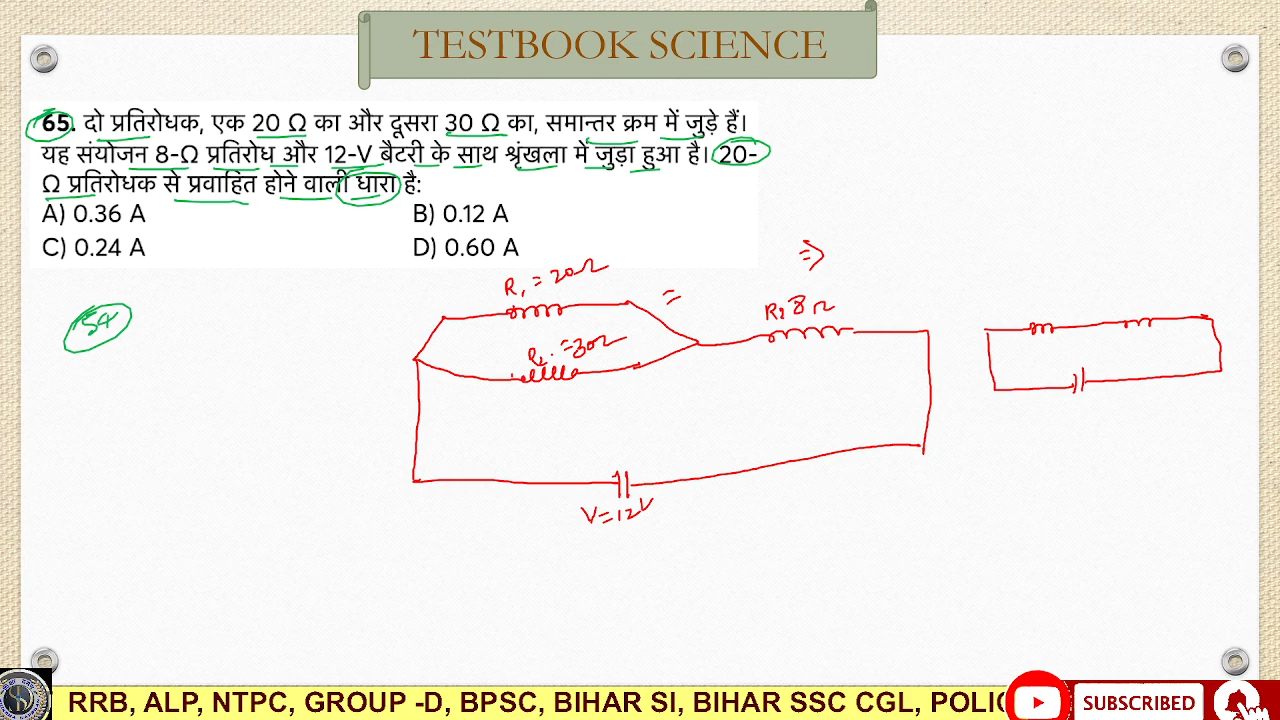 TESTBOOK SCIENCE
65. दो प्रतिरोधक, एक 20 Ω का और दूसरा 30 Ω का, समान्तर क्रम में जुड़े हैं।
यह संयोजन 8-Ω प्रतिरोध और 12-V बैटरी के साथ श्रृंखला में जुड़ा हुआ है। 20-
Ω प्रतिरोधक से प्रवाहित होने वाली धारा है:
A) 0.36 A B) 0.12 A
C) 0.24 A D) 0.60 A
R₁ = 20Ω
=
=>
R₂ = 30Ω
8Ω
V=12V
RRB, ALP, NTPC, GROUP -D, BPSC, BIHAR SI, BIHAR SSC CGL, POLIC
SUBSCRIBED